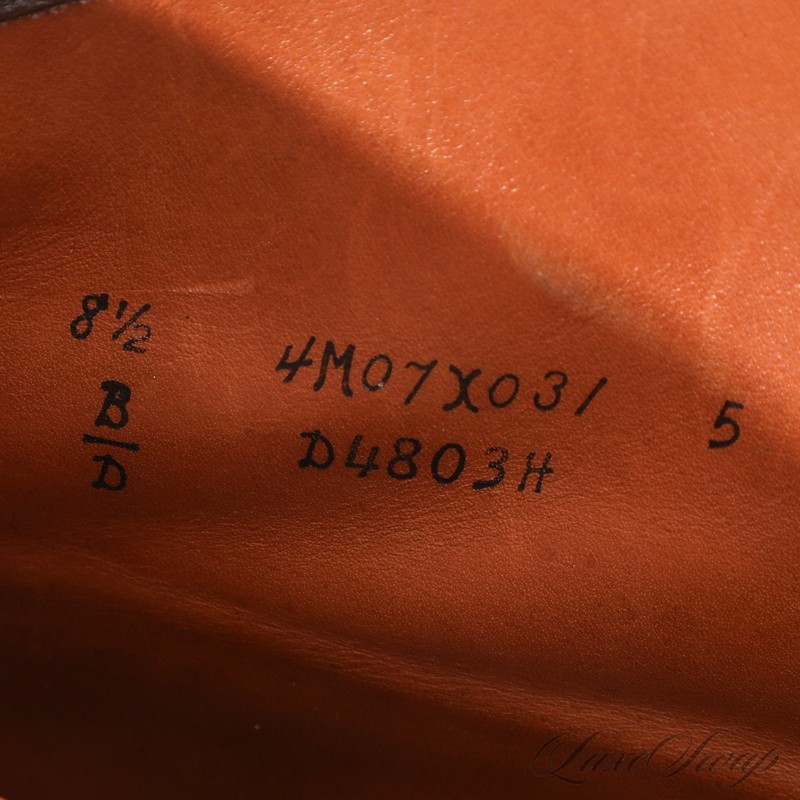 8½ 4M07X031 5
B/D D4803H
LuxeSwap